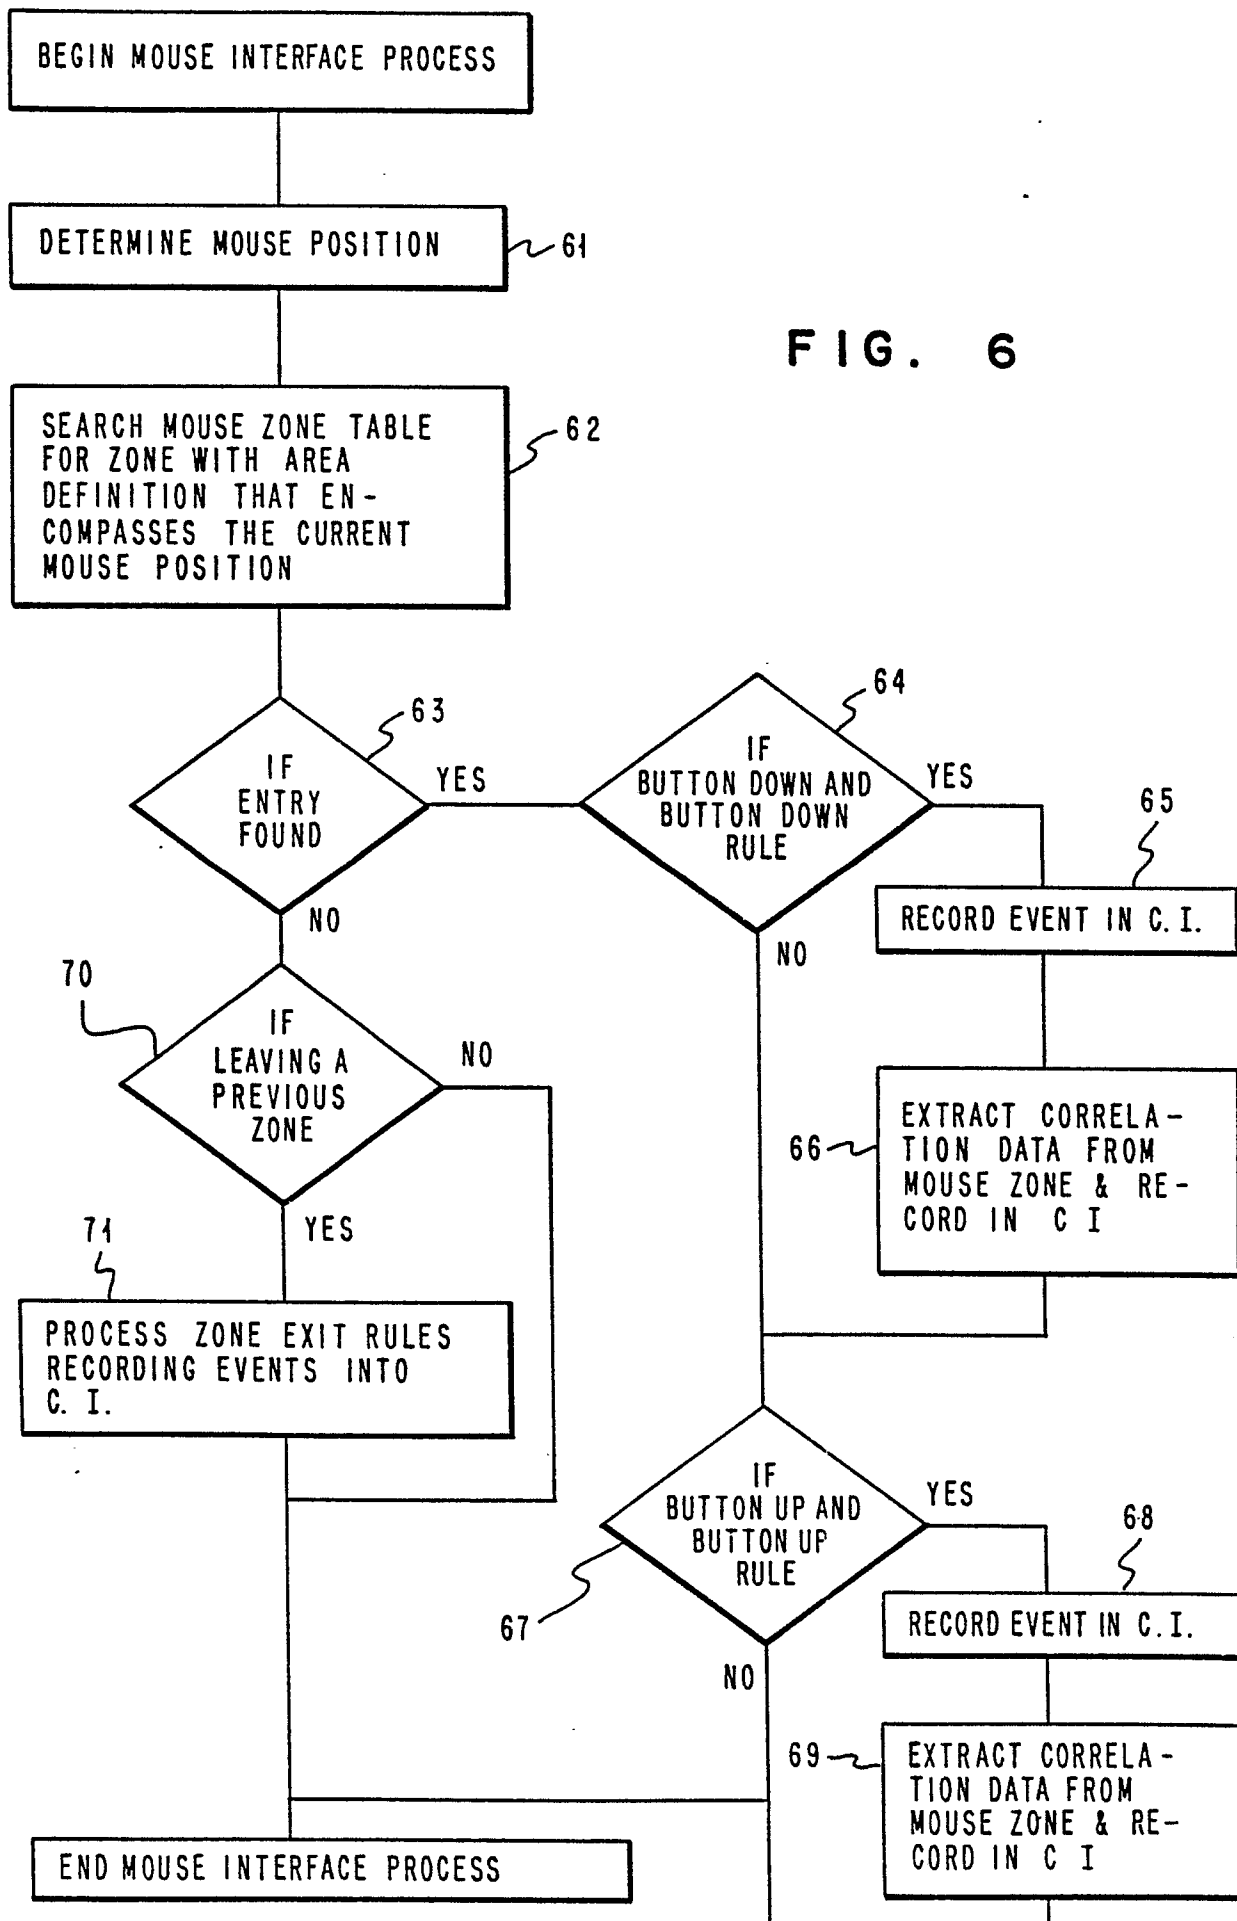 BEGIN MOUSE INTERFACE PROCESS
DETERMINE MOUSE POSITION
61
FIG. 6
SEARCH MOUSE ZONE TABLE
FOR ZONE WITH AREA
DEFINITION THAT EN-
COMPASSES THE CURRENT
MOUSE POSITION
62
63
IF
ENTRY
FOUND
YES
NO
64
IF
BUTTON DOWN AND
BUTTON DOWN
RULE
YES
NO
65
RECORD EVENT IN C.I.
70
IF
LEAVING A
PREVIOUS
ZONE
NO
YES
66
EXTRACT CORRELA-
TION DATA FROM
MOUSE ZONE & RE-
CORD IN C I
71
PROCESS ZONE EXIT RULES
RECORDING EVENTS INTO
C. I.
IF
BUTTON UP AND
BUTTON UP
RULE
YES
67
NO
68
RECORD EVENT IN C.I.
69
EXTRACT CORRELA-
TION DATA FROM
MOUSE ZONE & RE-
CORD IN C I
END MOUSE INTERFACE PROCESS